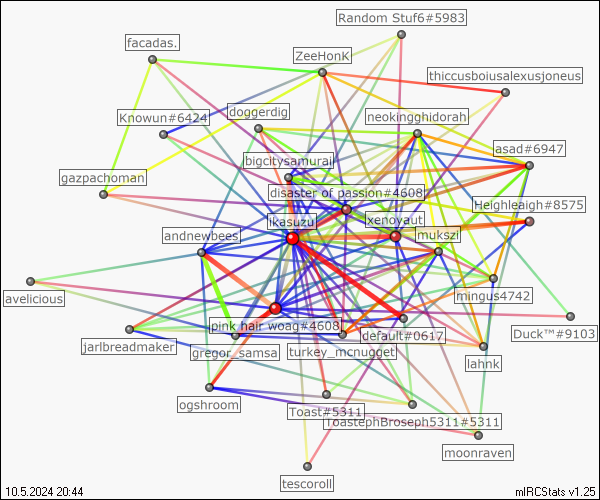 Random Stuf6#5983
facadas.
ZeeHonK
thiccusboiusalexusjoneus
doggerdig
Knowun#6424
neokingghidorah
asad#6947
bigcitysamurai
gazpachoman
disaster of passion#4608
Heighleaigh#8575
ikasuzu
xenoyaut
mukszi
andnewbees
avelicious
mingus4742
pink hair woag#4608
default#0617
Duck™#9103
jarlbreadmaker
gregor_samsa
turkey_mcnugget
lahnk
ogshroom
Toast#5311
ToastephBroseph5311#5311
moonraven
tescoroll
10.5.2024 20:44
mIRCStats v1.25